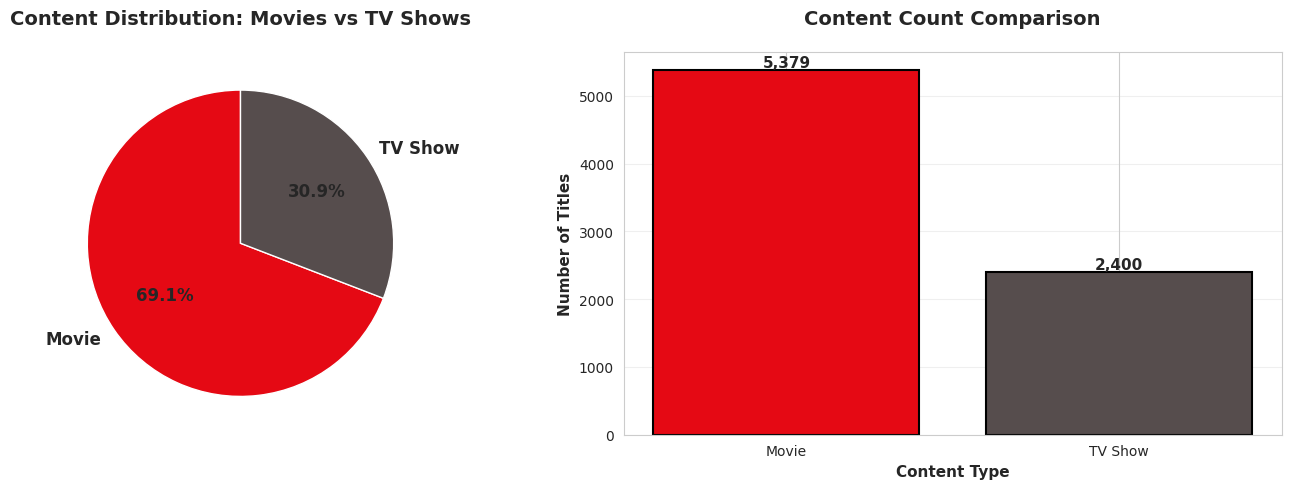 Content Distribution: Movies vs TV Shows
TV Show
30.9%
69.1%
Movie
Content Count Comparison
5,379
2,400
5000
4000
3000
2000
1000
0
Number of Titles
Movie
TV Show
Content Type